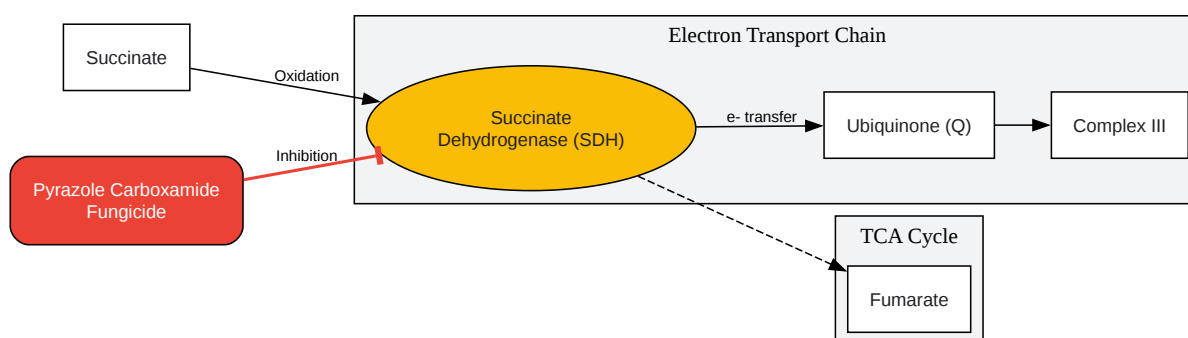 Electron Transport Chain
Succinate
Oxidation
Succinate
Dehydrogenase (SDH)
e- transfer
Ubiquinone (Q)
Complex III
Inhibition
Pyrazole Carboxamide
Fungicide
TCA Cycle
Fumarate